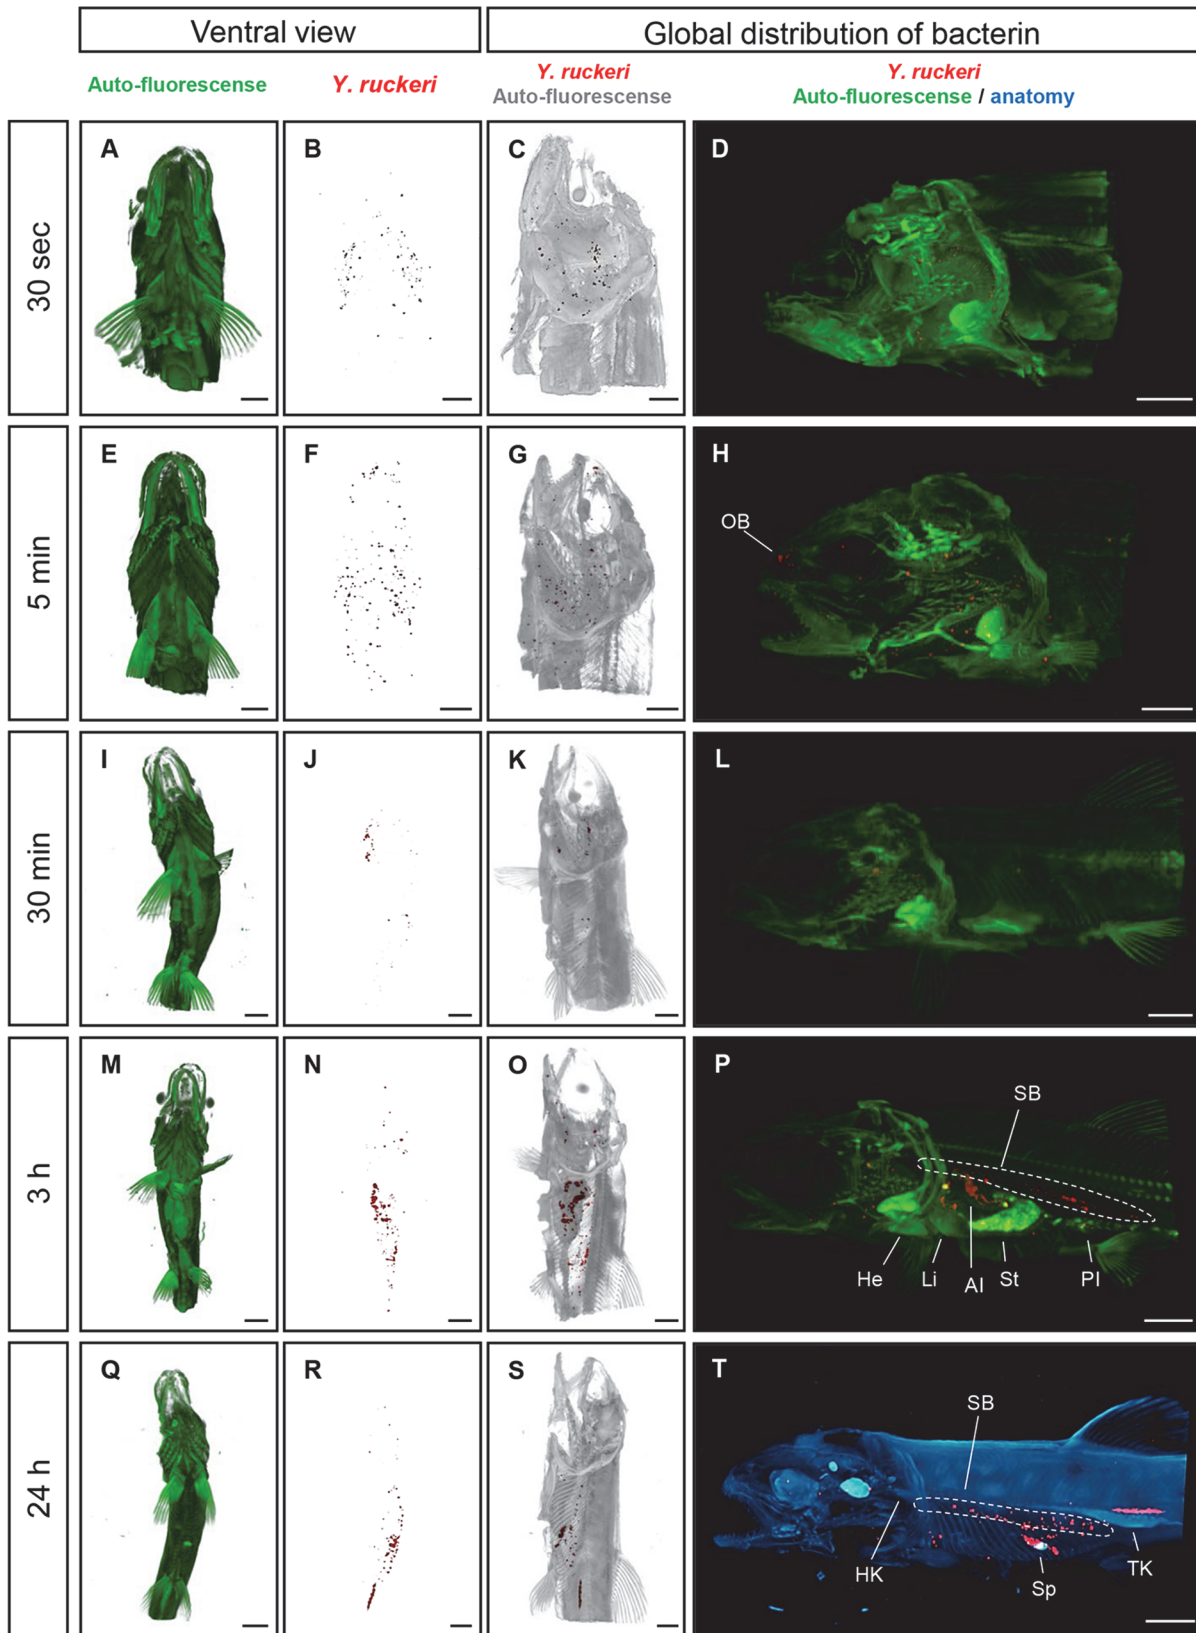 Ventral view
Global distribution of bacterin
Auto-fluorescense
Y. ruckeri
Y. ruckeri
Auto-fluorescense
Y. ruckeri
Auto-fluorescense / anatomy
30 sec
A
B
C
D
5 min
E
F
G
H
OB
30 min
I
J
K
L
3 h
M
N
O
P
SB
He
Li
AI
St
PI
24 h
Q
R
S
T
SB
HK
Sp
TK